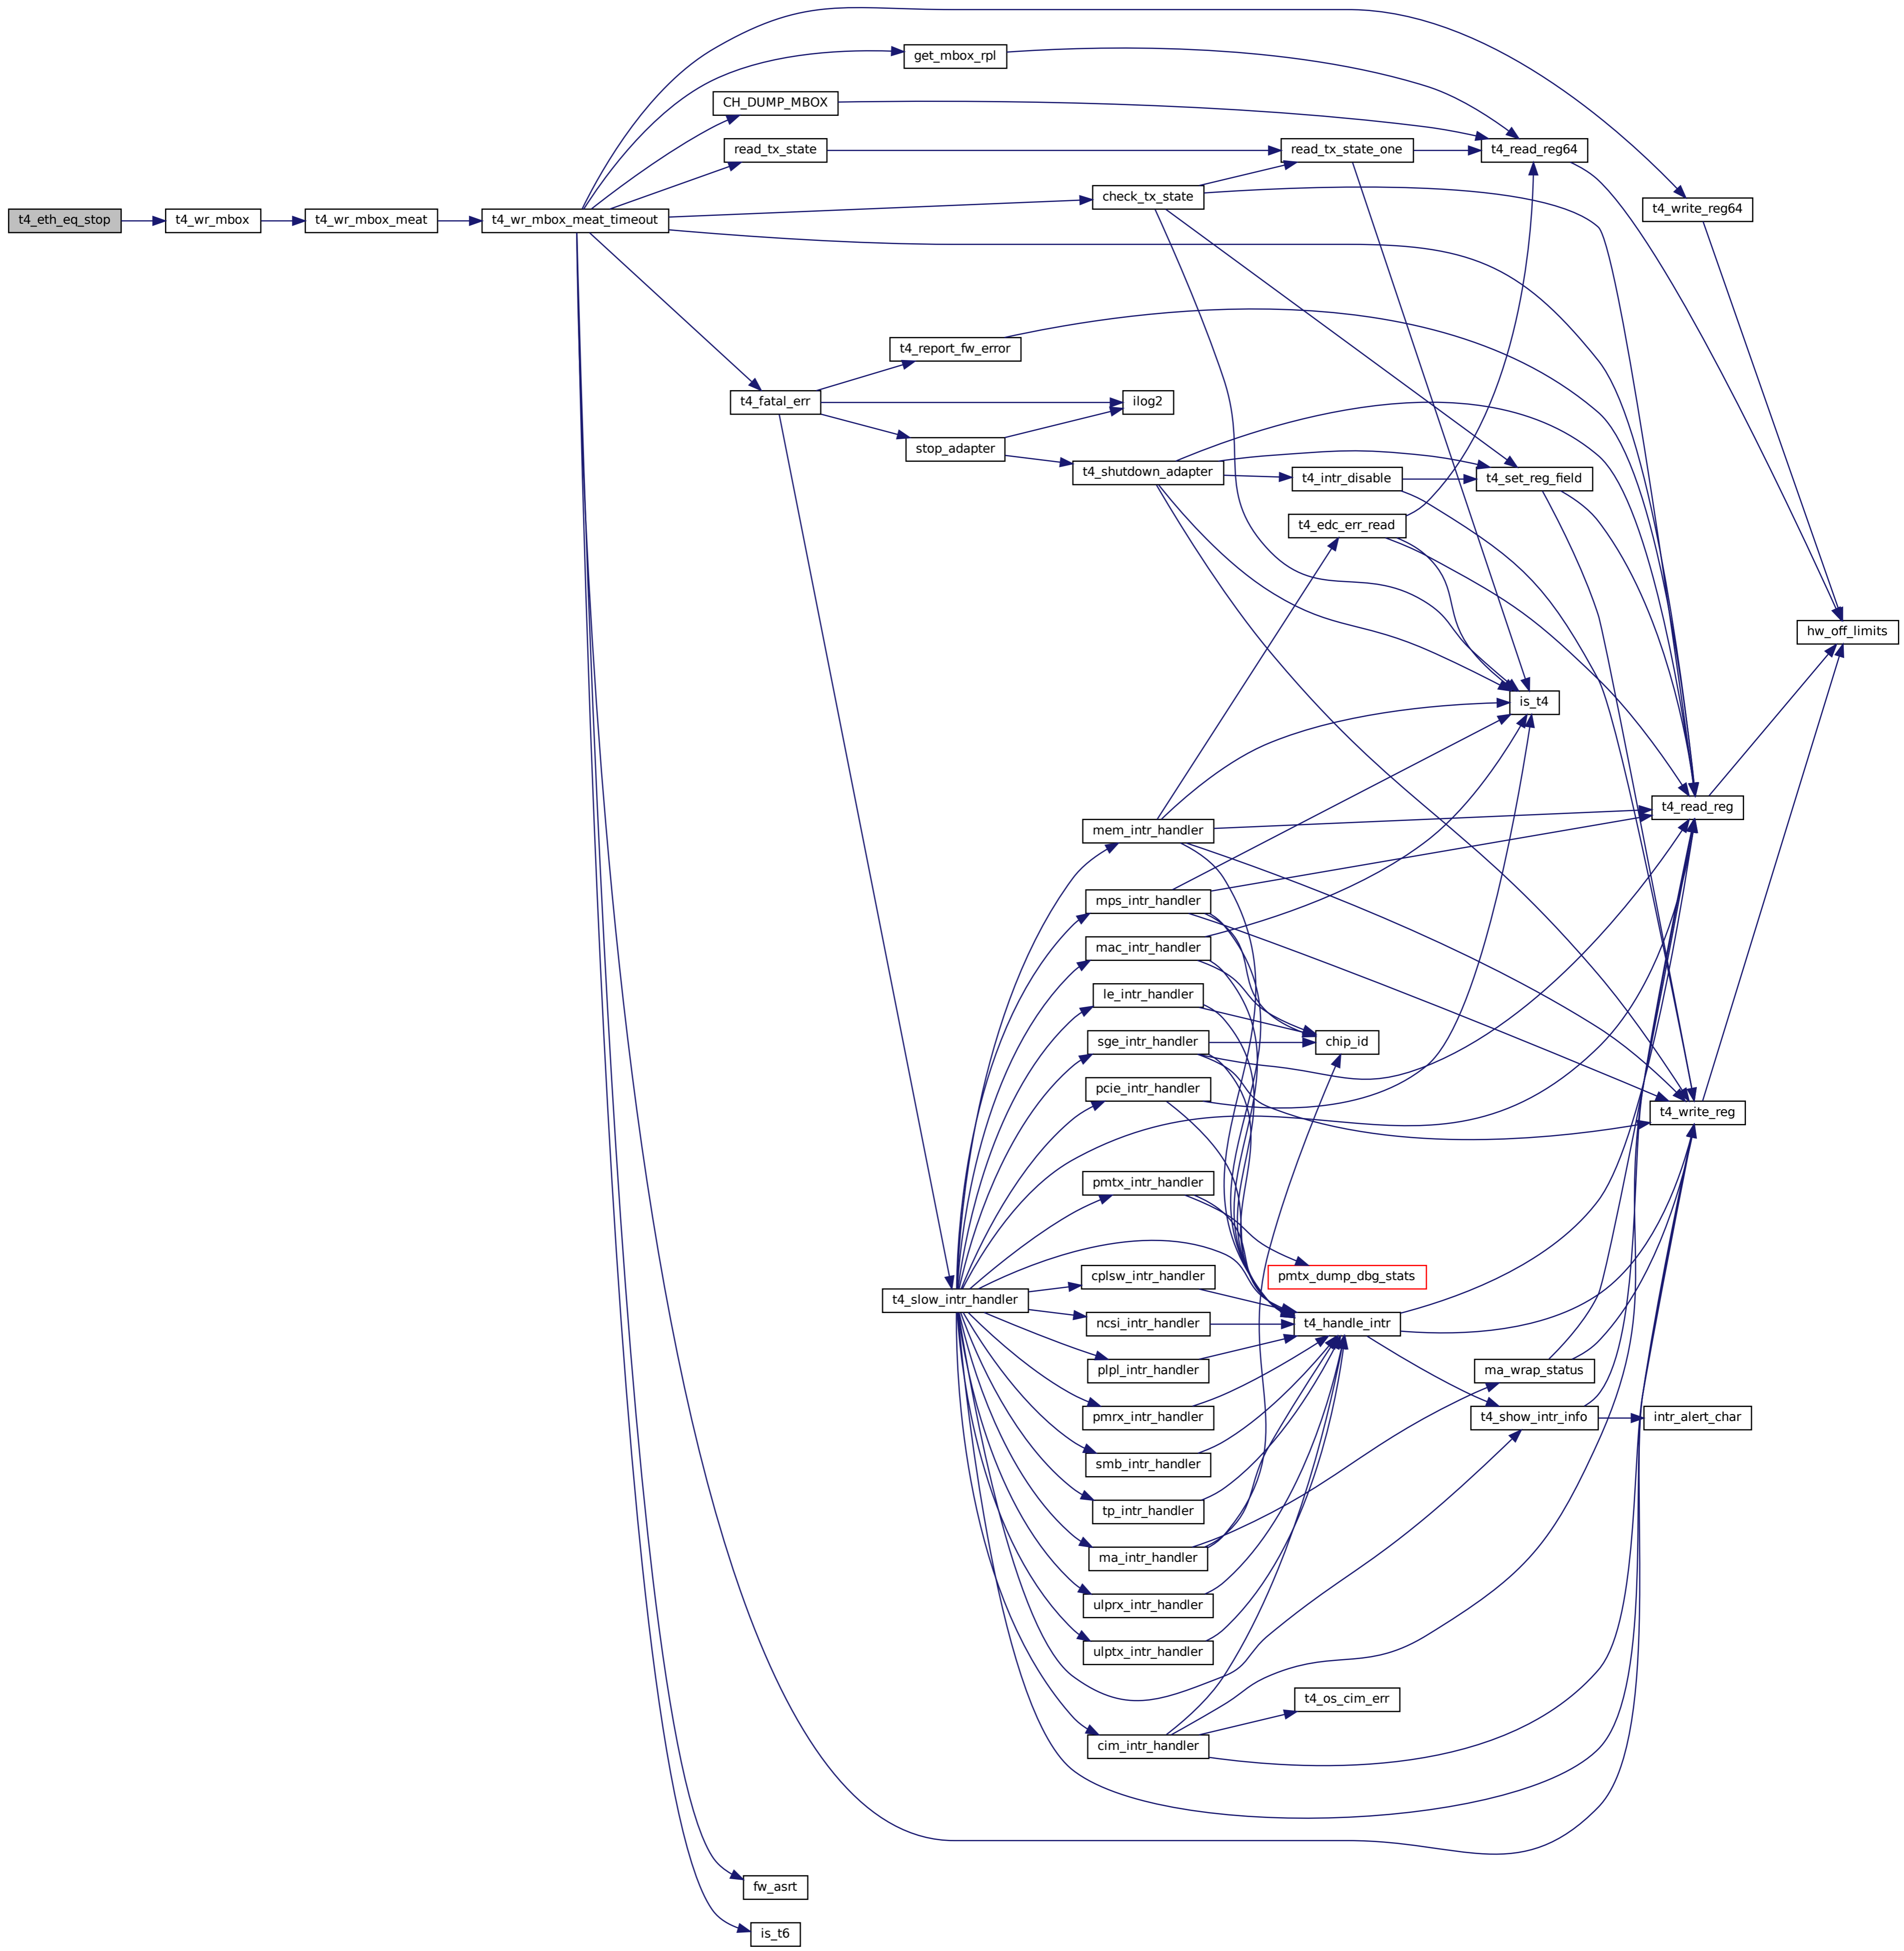 t4_eth_eq_stop
t4_wr_mbox
t4_wr_mbox_meat
t4_wr_mbox_meat_timeout
get_mbox_rpl
CH_DUMP_MBOX
read_tx_state
check_tx_state
read_tx_state_one
t4_read_reg64
t4_write_reg64
t4_report_fw_error
t4_fatal_err
ilog2
stop_adapter
t4_shutdown_adapter
t4_intr_disable
t4_set_reg_field
t4_edc_err_read
hw_off_limits
is_t4
t4_read_reg
mem_intr_handler
mps_intr_handler
mac_intr_handler
le_intr_handler
sge_intr_handler
chip_id
pcie_intr_handler
t4_write_reg
pmtx_intr_handler
cplsw_intr_handler
pmtx_dump_dbg_stats
t4_slow_intr_handler
ncsi_intr_handler
t4_handle_intr
plpl_intr_handler
ma_wrap_status
pmrx_intr_handler
t4_show_intr_info
intr_alert_char
smb_intr_handler
tp_intr_handler
ma_intr_handler
ulprx_intr_handler
ulptx_intr_handler
t4_os_cim_err
cim_intr_handler
fw_asrt
is_t6